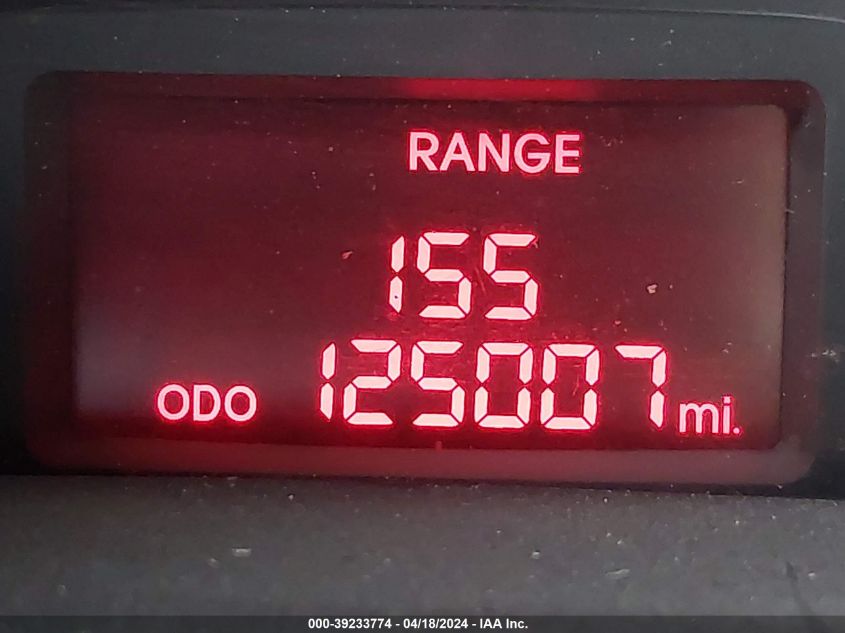 RANGE
155
ODO 125007 mi.
000-39233774 - 04/18/2024 - IAA Inc.